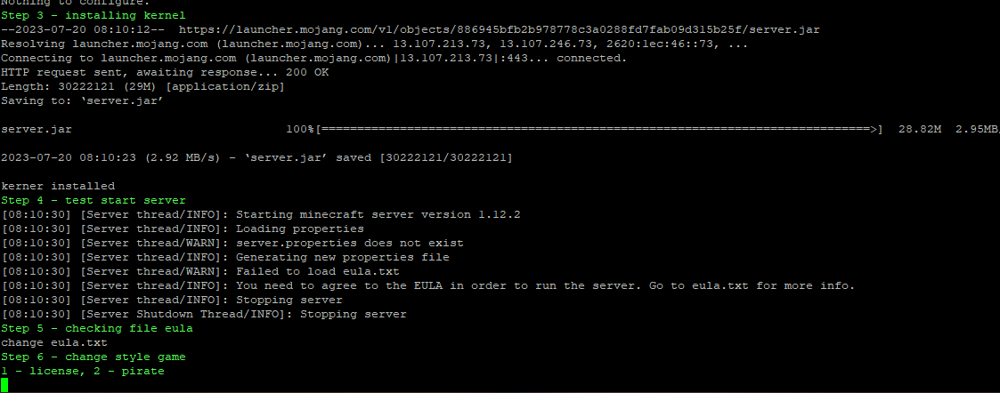 Nothing to configure.
Step 3 - installing kernel
--2023-07-20 08:10:12--  https://launcher.mojang.com/v1/objects/886945bfb2b978778c3a0288fd7fab09d315b25f/server.jar
Resolving launcher.mojang.com (launcher.mojang.com)... 13.107.213.73, 13.107.246.73, 2620:1ec:46::73, ...
Connecting to launcher.mojang.com (launcher.mojang.com)|13.107.213.73|:443... connected.
HTTP request sent, awaiting response... 200 OK
Length: 30222121 (29M) [application/zip]
Saving to: ‘server.jar’
server.jar                              100%[=============================================================================>]  28.82M  2.95MB/
2023-07-20 08:10:23 (2.92 MB/s) - ‘server.jar’ saved [30222121/30222121]
kerner installed
Step 4 - test start server
[08:10:30] [Server thread/INFO]: Starting minecraft server version 1.12.2
[08:10:30] [Server thread/INFO]: Loading properties
[08:10:30] [Server thread/WARN]: server.properties does not exist
[08:10:30] [Server thread/INFO]: Generating new properties file
[08:10:30] [Server thread/WARN]: Failed to load eula.txt
[08:10:30] [Server thread/INFO]: You need to agree to the EULA in order to run the server. Go to eula.txt for more info.
[08:10:30] [Server thread/INFO]: Stopping server
[08:10:30] [Server Shutdown Thread/INFO]: Stopping server
Step 5 - checking file eula
change eula.txt
Step 6 - change style game
1 - license, 2 - pirate